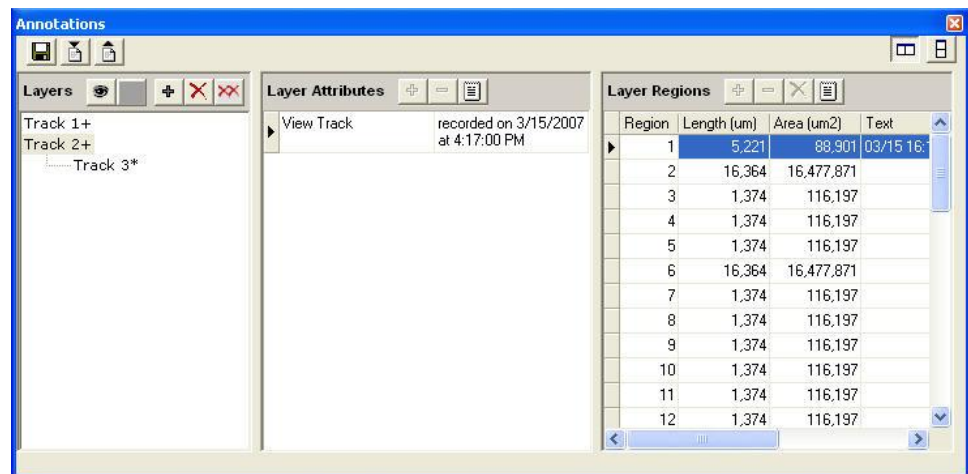 Annotations
Layers
Track 1+
Track 2+
Track 3*
Layer Attributes
View Track recorded on 3/15/2007
at 4:17:00 PM
Layer Regions
Region Length (um) Area (um2) Text
1 5,221 88,901 03/15 16:1
2 16,364 16,477,871
3 1,374 116,197
4 1,374 116,197
5 1,374 116,197
6 16,364 16,477,871
7 1,374 116,197
8 1,374 116,197
9 1,374 116,197
10 1,374 116,197
11 1,374 116,197
12 1,374 116,197